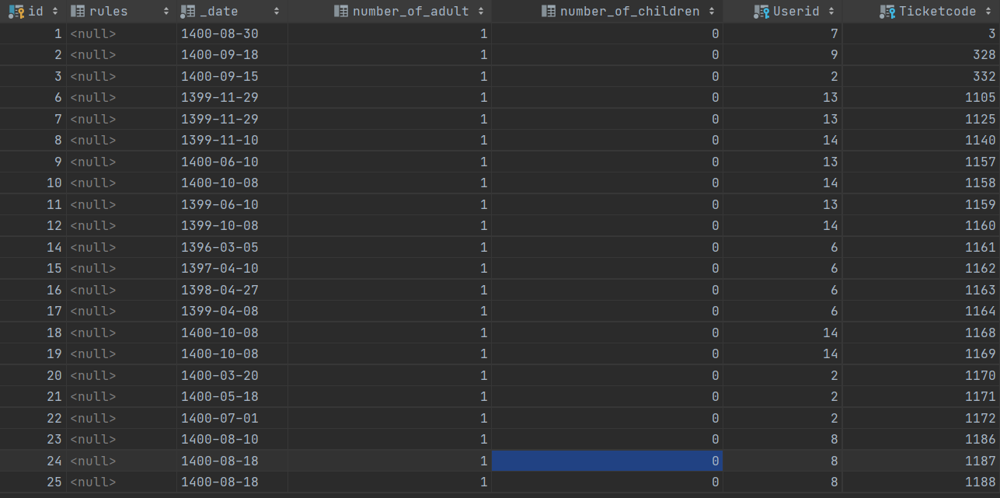 id rules _date number_of_adult number_of_children Userid Ticketcode
1 <null> 1400-08-30 1 0 7 3
2 <null> 1400-09-18 1 0 9 328
3 <null> 1400-09-15 1 0 2 332
6 <null> 1399-11-29 1 0 13 1105
7 <null> 1399-11-29 1 0 13 1125
8 <null> 1399-11-10 1 0 14 1140
9 <null> 1400-06-10 1 0 13 1157
10 <null> 1400-10-08 1 0 14 1158
11 <null> 1399-06-10 1 0 13 1159
12 <null> 1399-10-08 1 0 14 1160
14 <null> 1396-03-05 1 0 6 1161
15 <null> 1397-04-10 1 0 6 1162
16 <null> 1398-04-27 1 0 6 1163
17 <null> 1399-04-08 1 0 6 1164
18 <null> 1400-10-08 1 0 14 1168
19 <null> 1400-10-08 1 0 14 1169
20 <null> 1400-03-20 1 0 2 1170
21 <null> 1400-05-18 1 0 2 1171
22 <null> 1400-07-01 1 0 2 1172
23 <null> 1400-08-10 1 0 8 1186
24 <null> 1400-08-18 1 0 8 1187
25 <null> 1400-08-18 1 0 8 1188